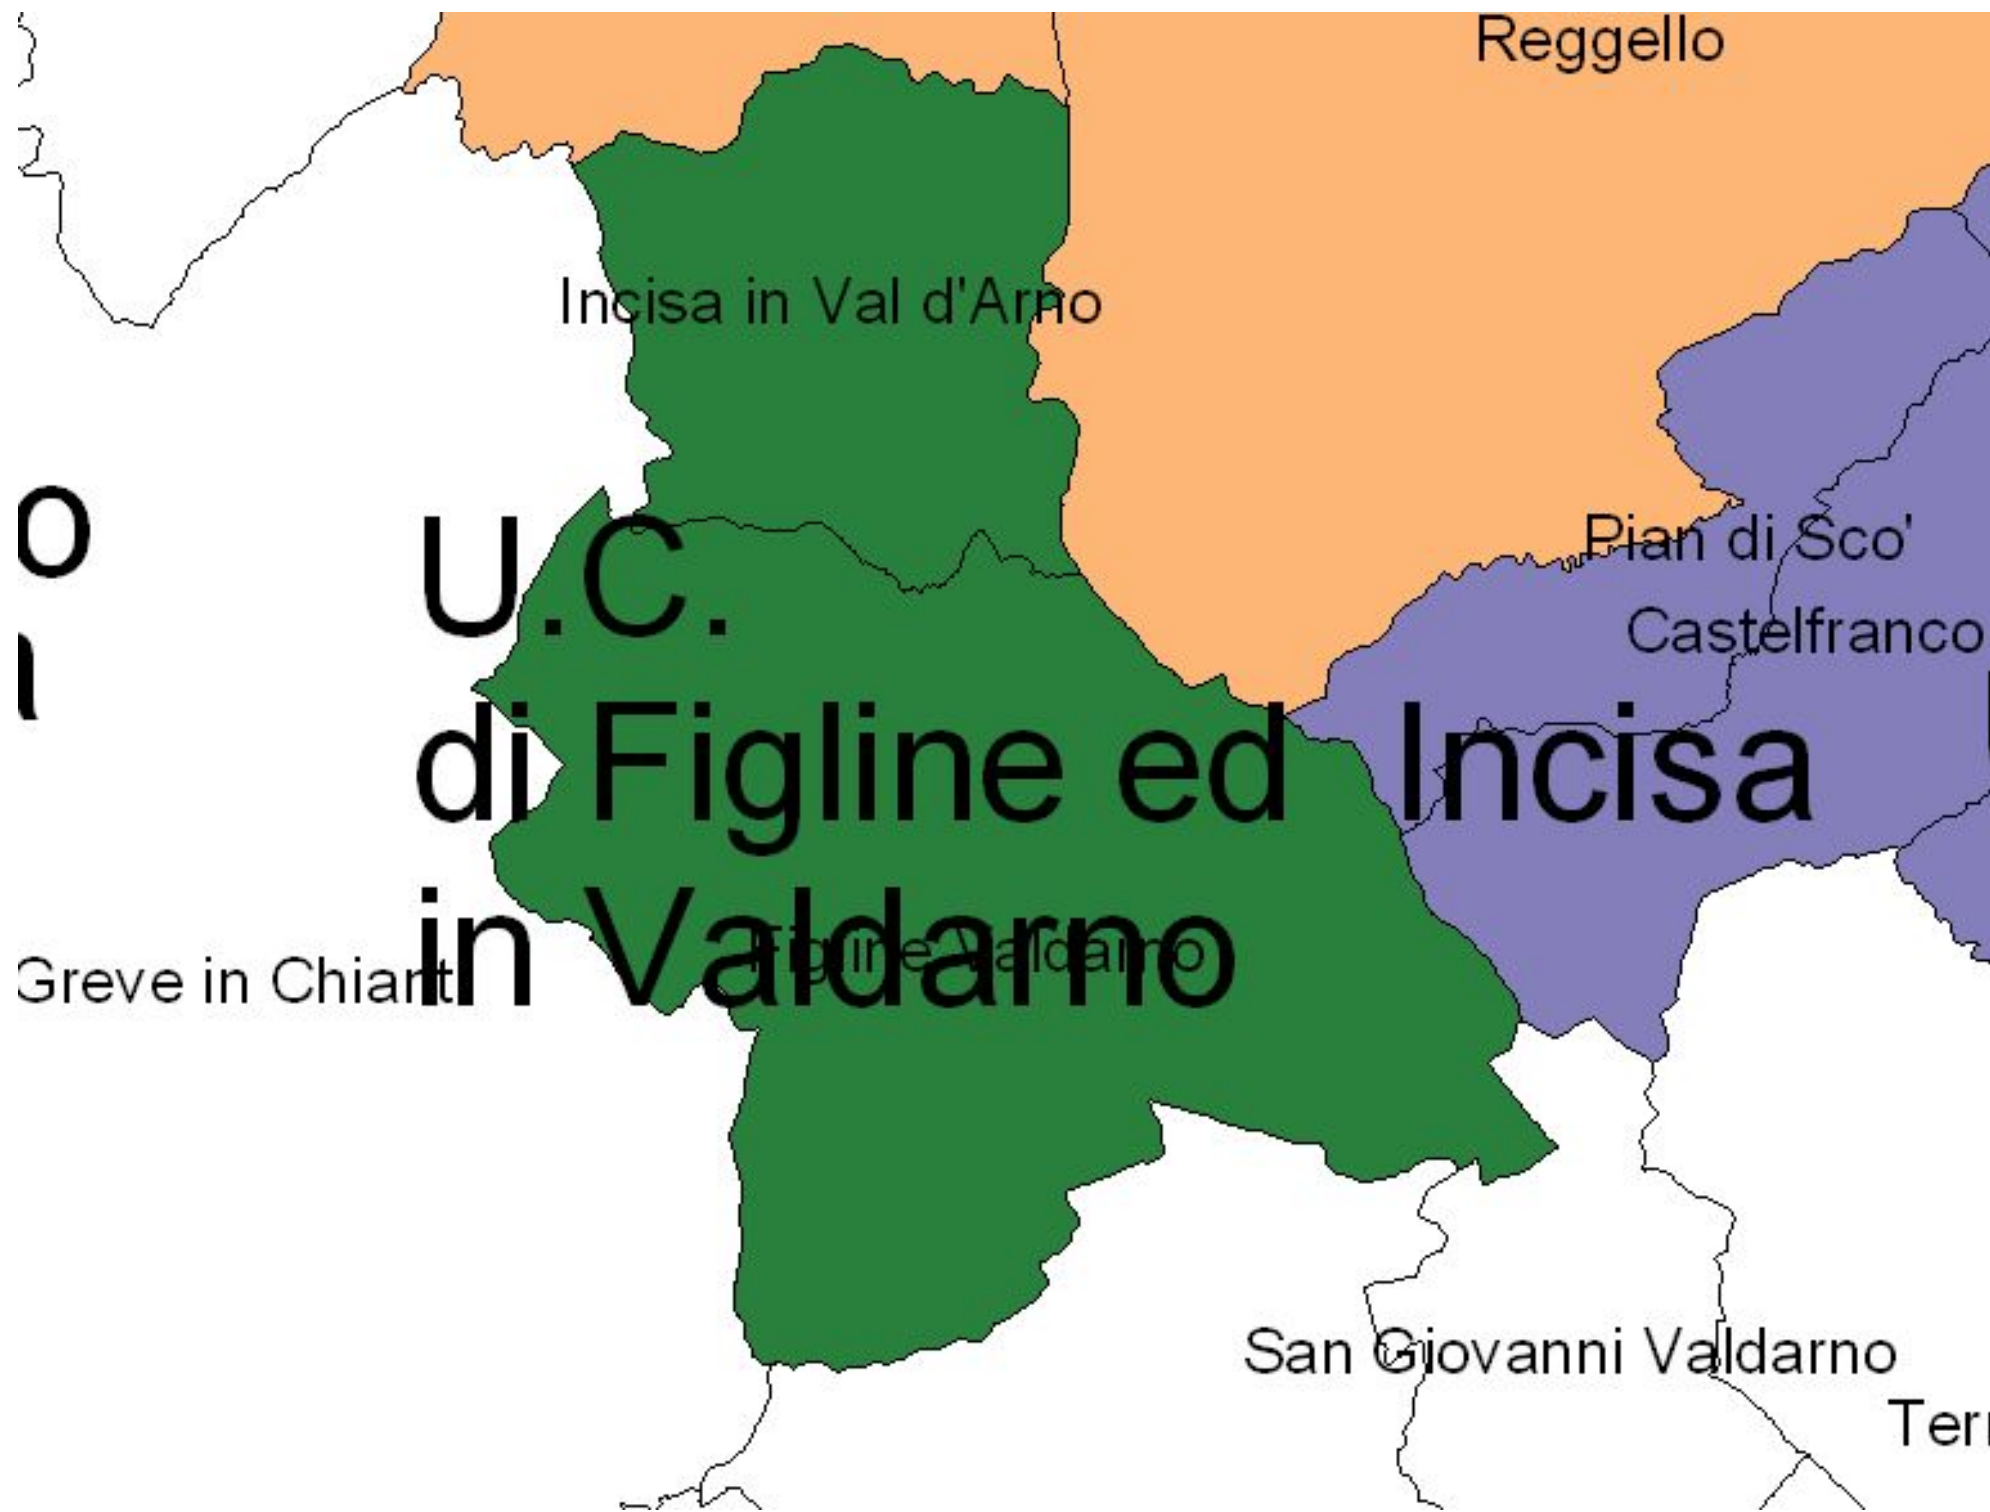 Reggello
Incisa in Val d'Arno
o
U.C.
Pian di Sco'
Castelfranco
di Figline ed Incisa
in Valdarno
Figline Valdarno
Greve in Chianti
San Giovanni Valdarno